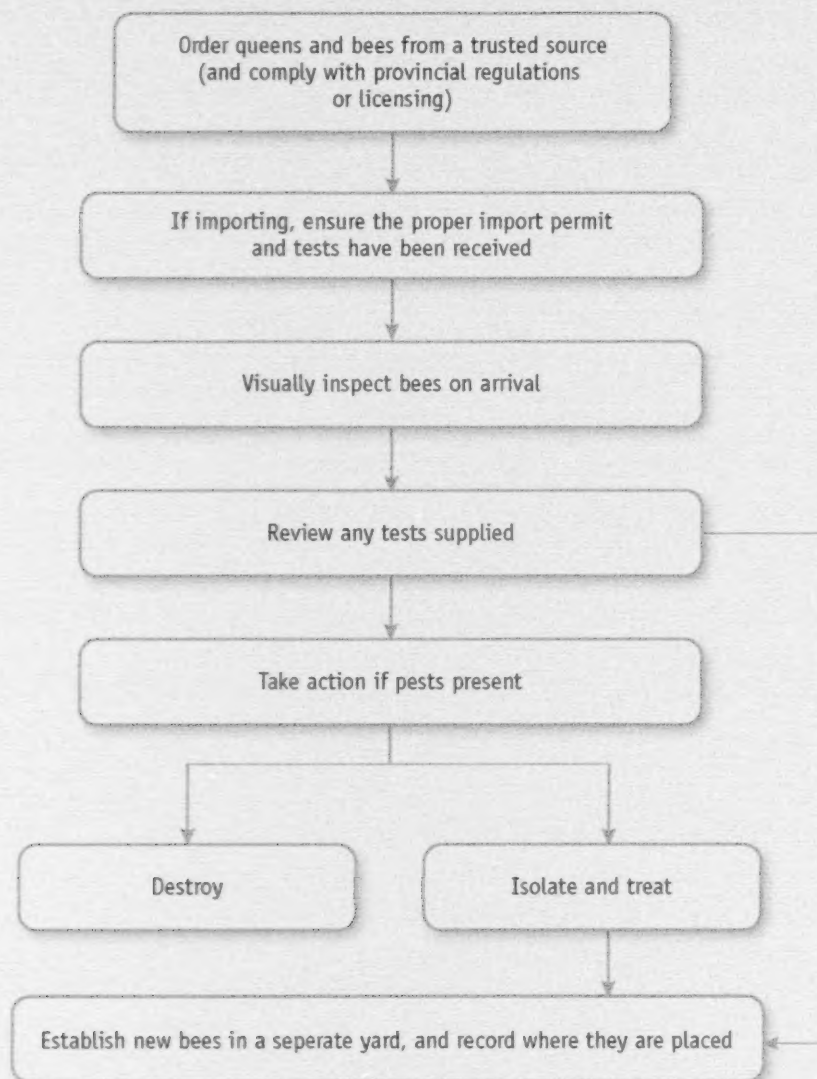 Order queens and bees from a trusted source
(and comply with provincial regulations
or licensing)
If importing, ensure the proper import permit
and tests have been received
Visually inspect bees on arrival
Review any tests supplied
Take action if pests present
Destroy
Isolate and treat
Establish new bees in a seperate yard, and record where they are placed